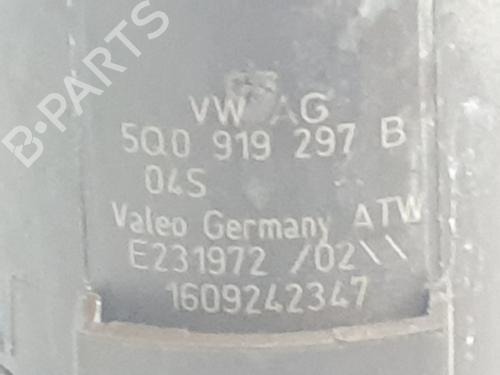 B-PARTS
VW AG
5Q0 919 297 B
04S
Valeo Germany ATW
E231972 /02\\
1609242347